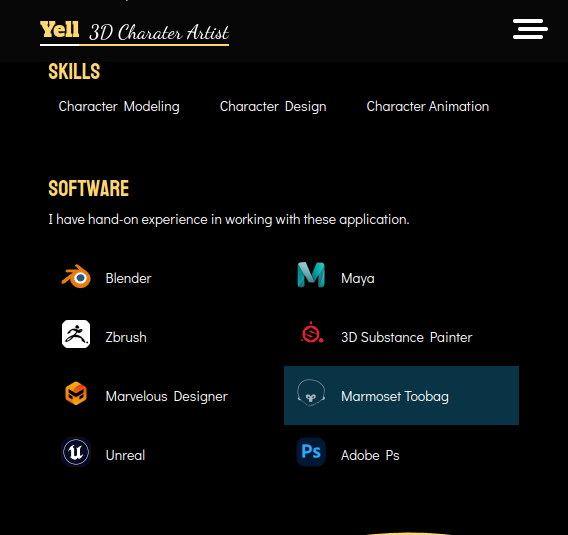 Yell 3D Charater Artist
SKILLS
Character Modeling Character Design Character Animation
SOFTWARE
I have hand-on experience in working with these application.
Blender Maya
Zbrush 3D Substance Painter
Marvelous Designer Marmoset Toobag
Unreal Ps Adobe Ps